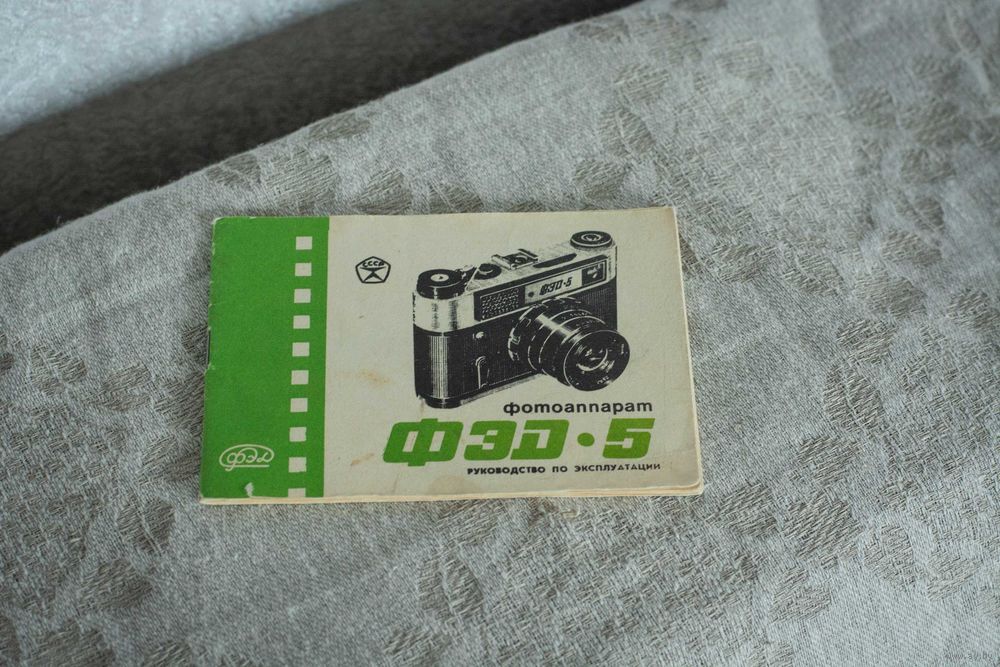 СССР
ФЭД-5
фотоаппарат
ФЭД•5
РУКОВОДСТВО ПО ЭКСПЛУАТАЦИИ
ФЭД